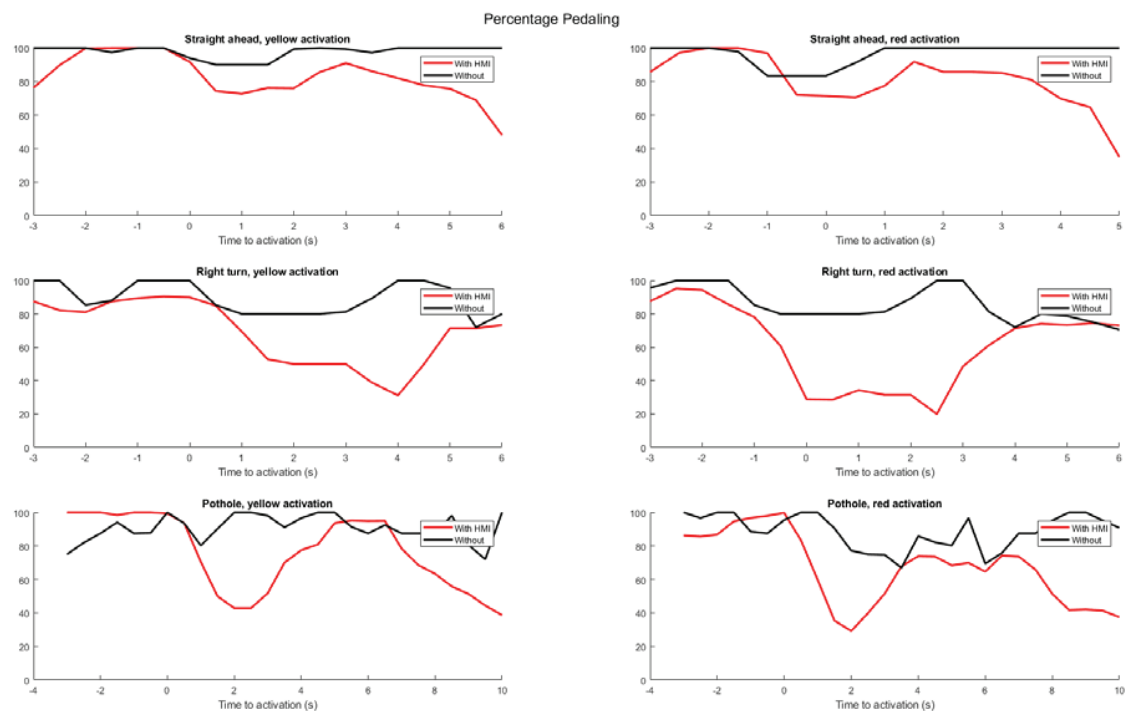 Percentage Pedaling
Straight ahead, yellow activation
100
80
60
40
20
0
-3 -2 -1 0 1 2 3 4 5 6
Time to activation (s)
With HMI
Without
Straight ahead, red activation
100
80
60
40
20
0
-3 -2 -1 0 1 2 3 4 5
Time to activation (s)
With HMI
Without
Right turn, yellow activation
100
80
60
40
20
0
-3 -2 -1 0 1 2 3 4 5 6
Time to activation (s)
With HMI
Without
Right turn, red activation
100
80
60
40
20
0
-3 -2 -1 0 1 2 3 4 5 6
Time to activation (s)
With HMI
Without
Pothole, yellow activation
100
80
60
40
20
0
-4 -2 0 2 4 6 8 10
Time to activation (s)
With HMI
Without
Pothole, red activation
100
80
60
40
20
0
-4 -2 0 2 4 6 8 10
Time to activation (s)
With HMI
Without